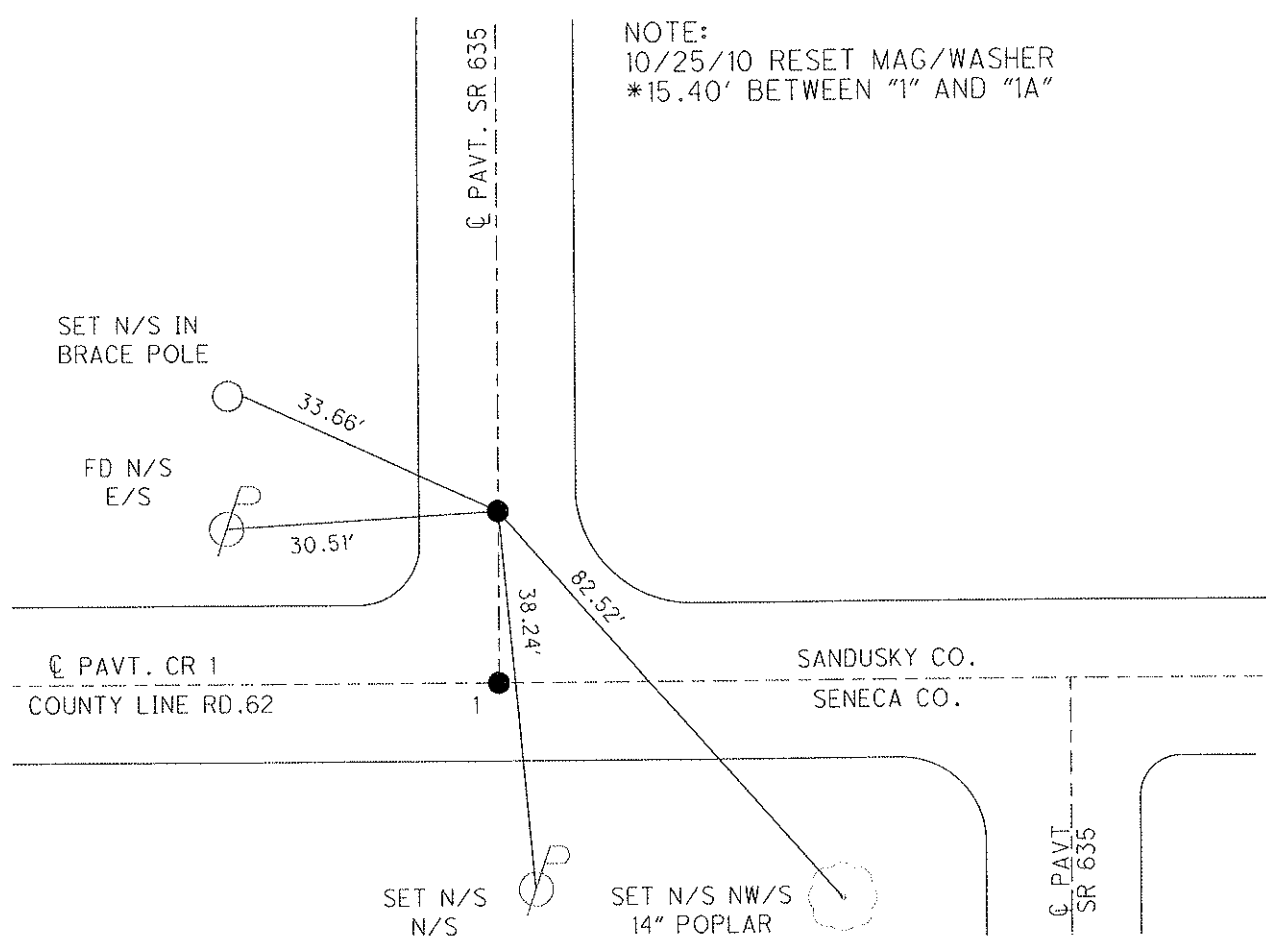 NOTE:
10/25/10 RESET MAG/WASHER
*15.40' BETWEEN "1" AND "1A"
℄ PAVT. SR 635
SET N/S IN
BRACE POLE
33.66'
FD N/S
E/S
30.51'
38.24'
82.52'
℄ PAVT. CR 1
COUNTY LINE RD.62
1
SANDUSKY CO.
SENECA CO.
℄ PAVT
SR 635
SET N/S
N/S
SET N/S NW/S
14" POPLAR